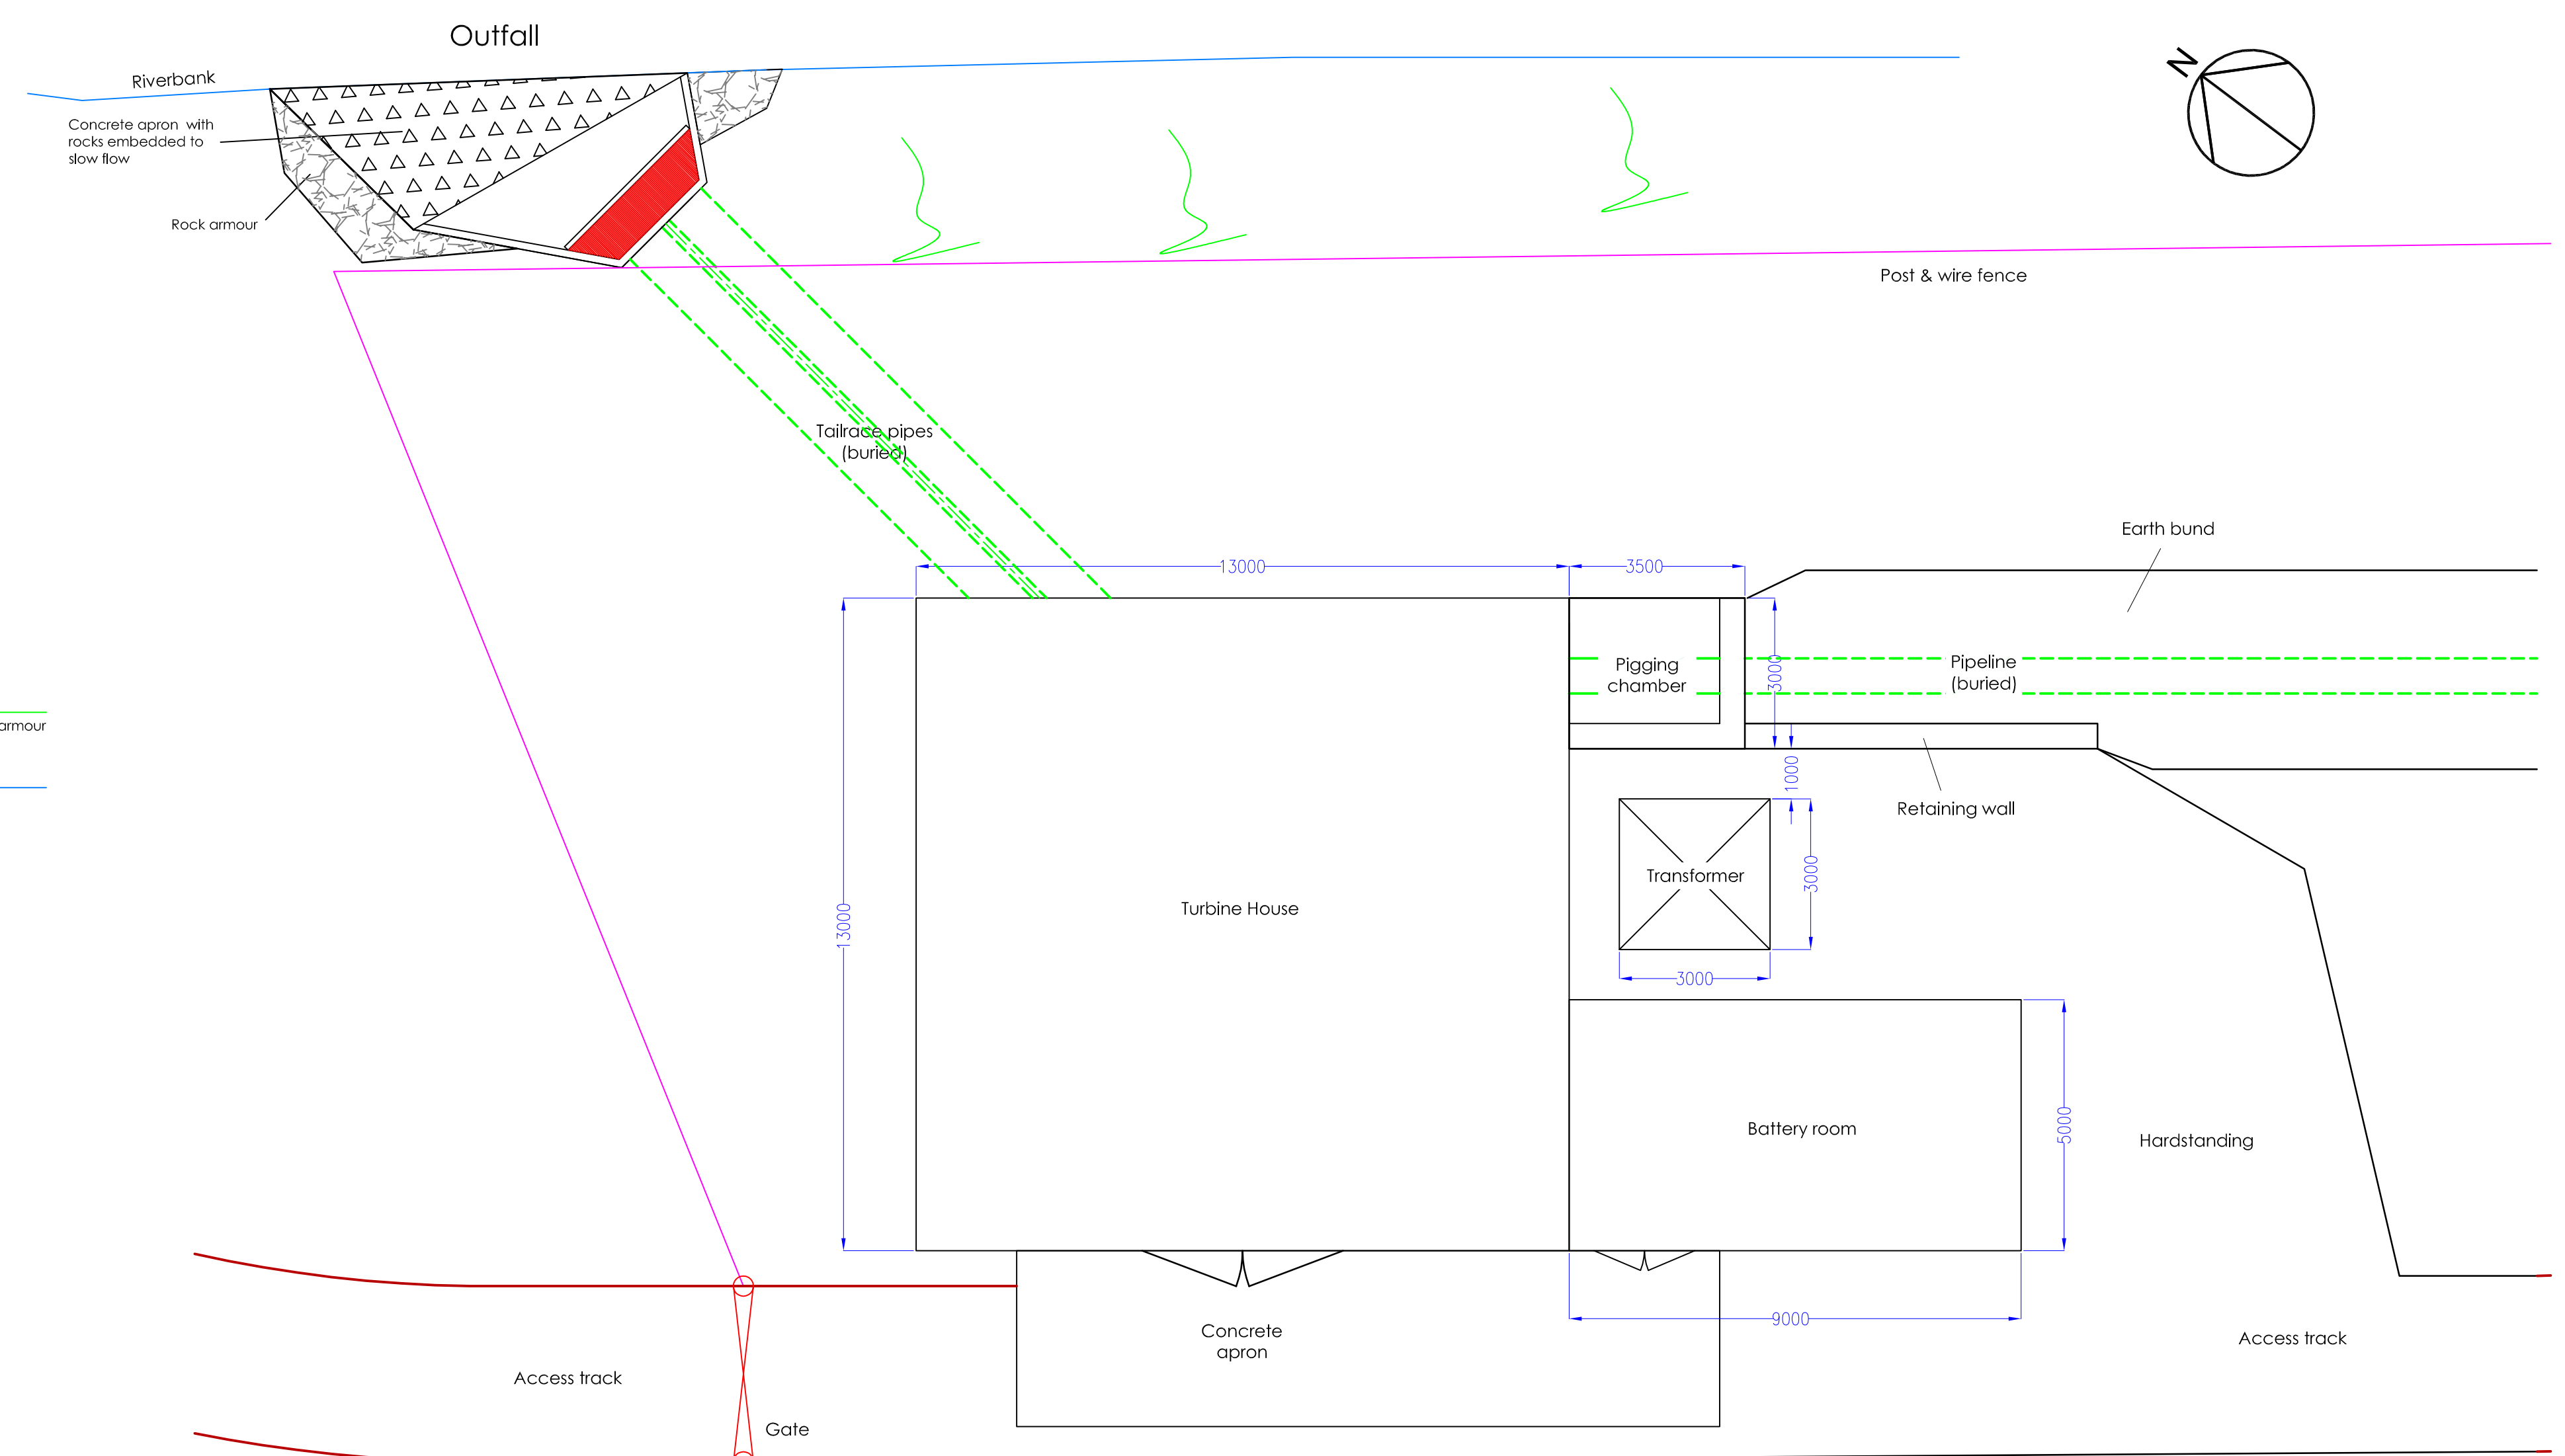 Outfall
N
Riverbank
Concrete apron with
rocks embedded to
slow flow
Rock armour
Post & wire fence
Tailrace pipes
(buried)
Earth bund
13000
3500
Pigging
chamber
3000
Pipeline
(buried)
armour
1000
Retaining wall
Transformer
3000
Turbine House
13000
3000
Battery room
5000
Hardstanding
9000
Concrete
apron
Access track
Access track
Gate